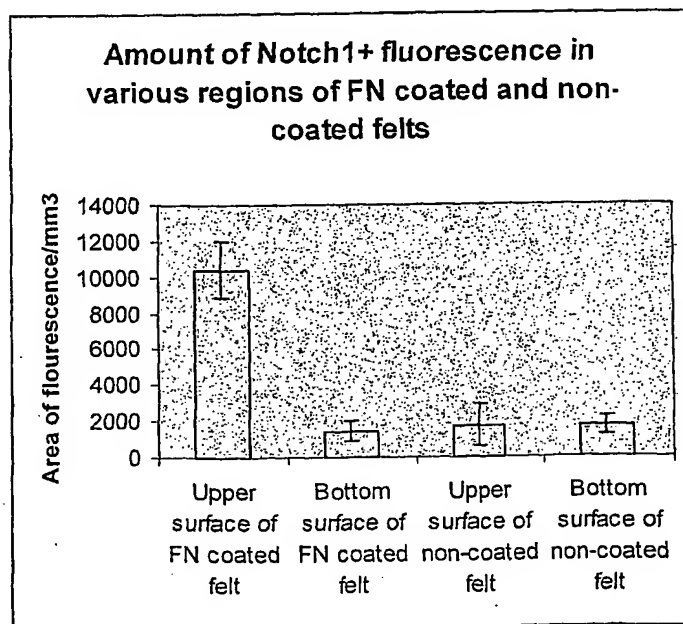 Amount of Notch1+ fluorescence in
various regions of FN coated and non-
coated felts
Area of flourescence/mm3
14000
12000
10000
8000
6000
4000
2000
0
Upper
surface of
FN coated
felt
Bottom
surface of
FN coated
felt
Upper
surface of
non-coated
felt
Bottom
surface of
non-coated
felt